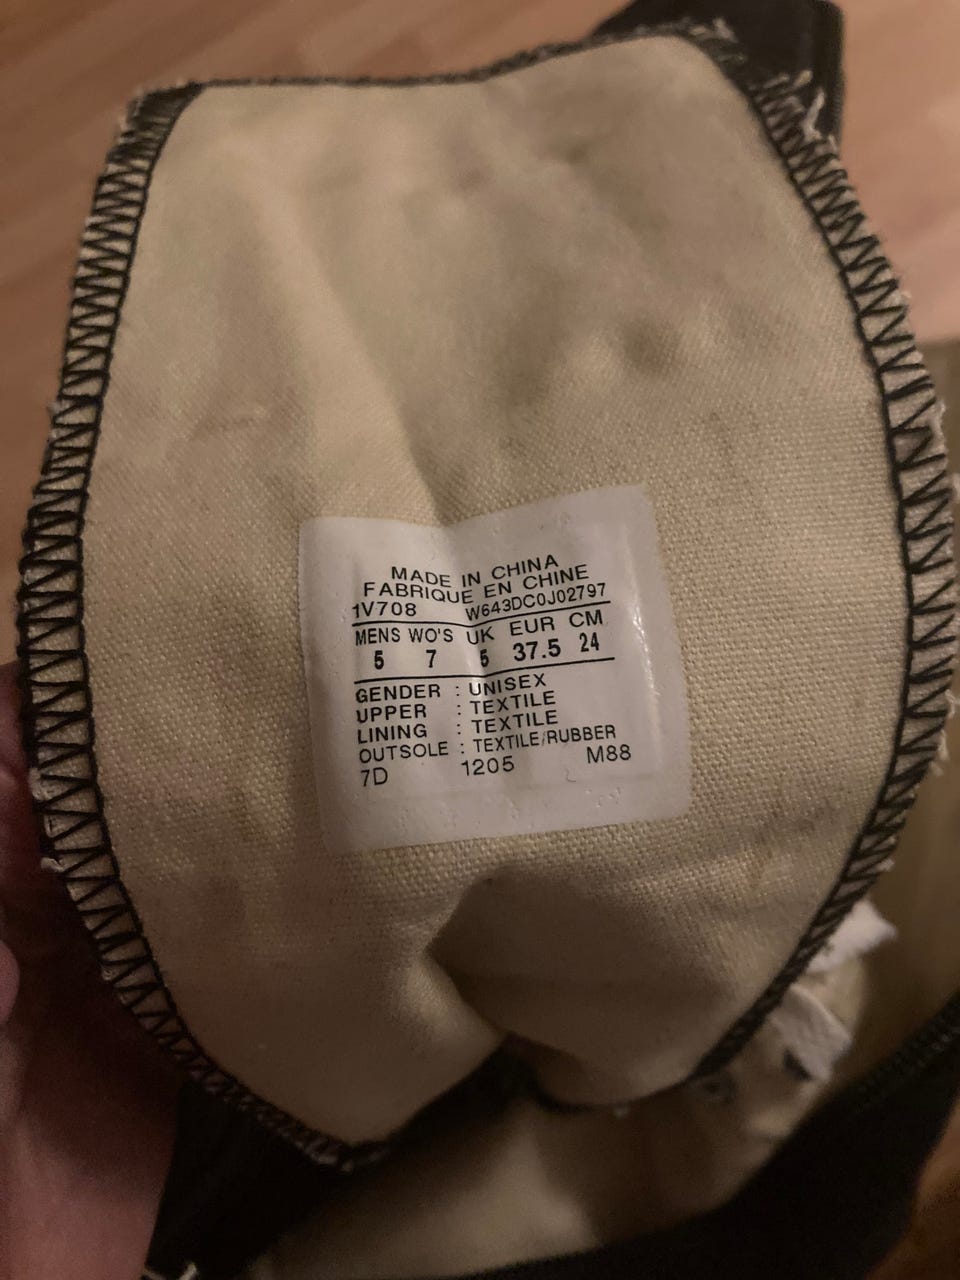 MADE IN CHINA
FABRIQUE EN CHINE
1V708 W643DC0J02797
MENS WO'S UK EUR CM
5 7 5 37.5 24
GENDER : UNISEX
UPPER : TEXTILE
LINING : TEXTILE
OUTSOLE : TEXTILE/RUBBER
7D 1205 M88